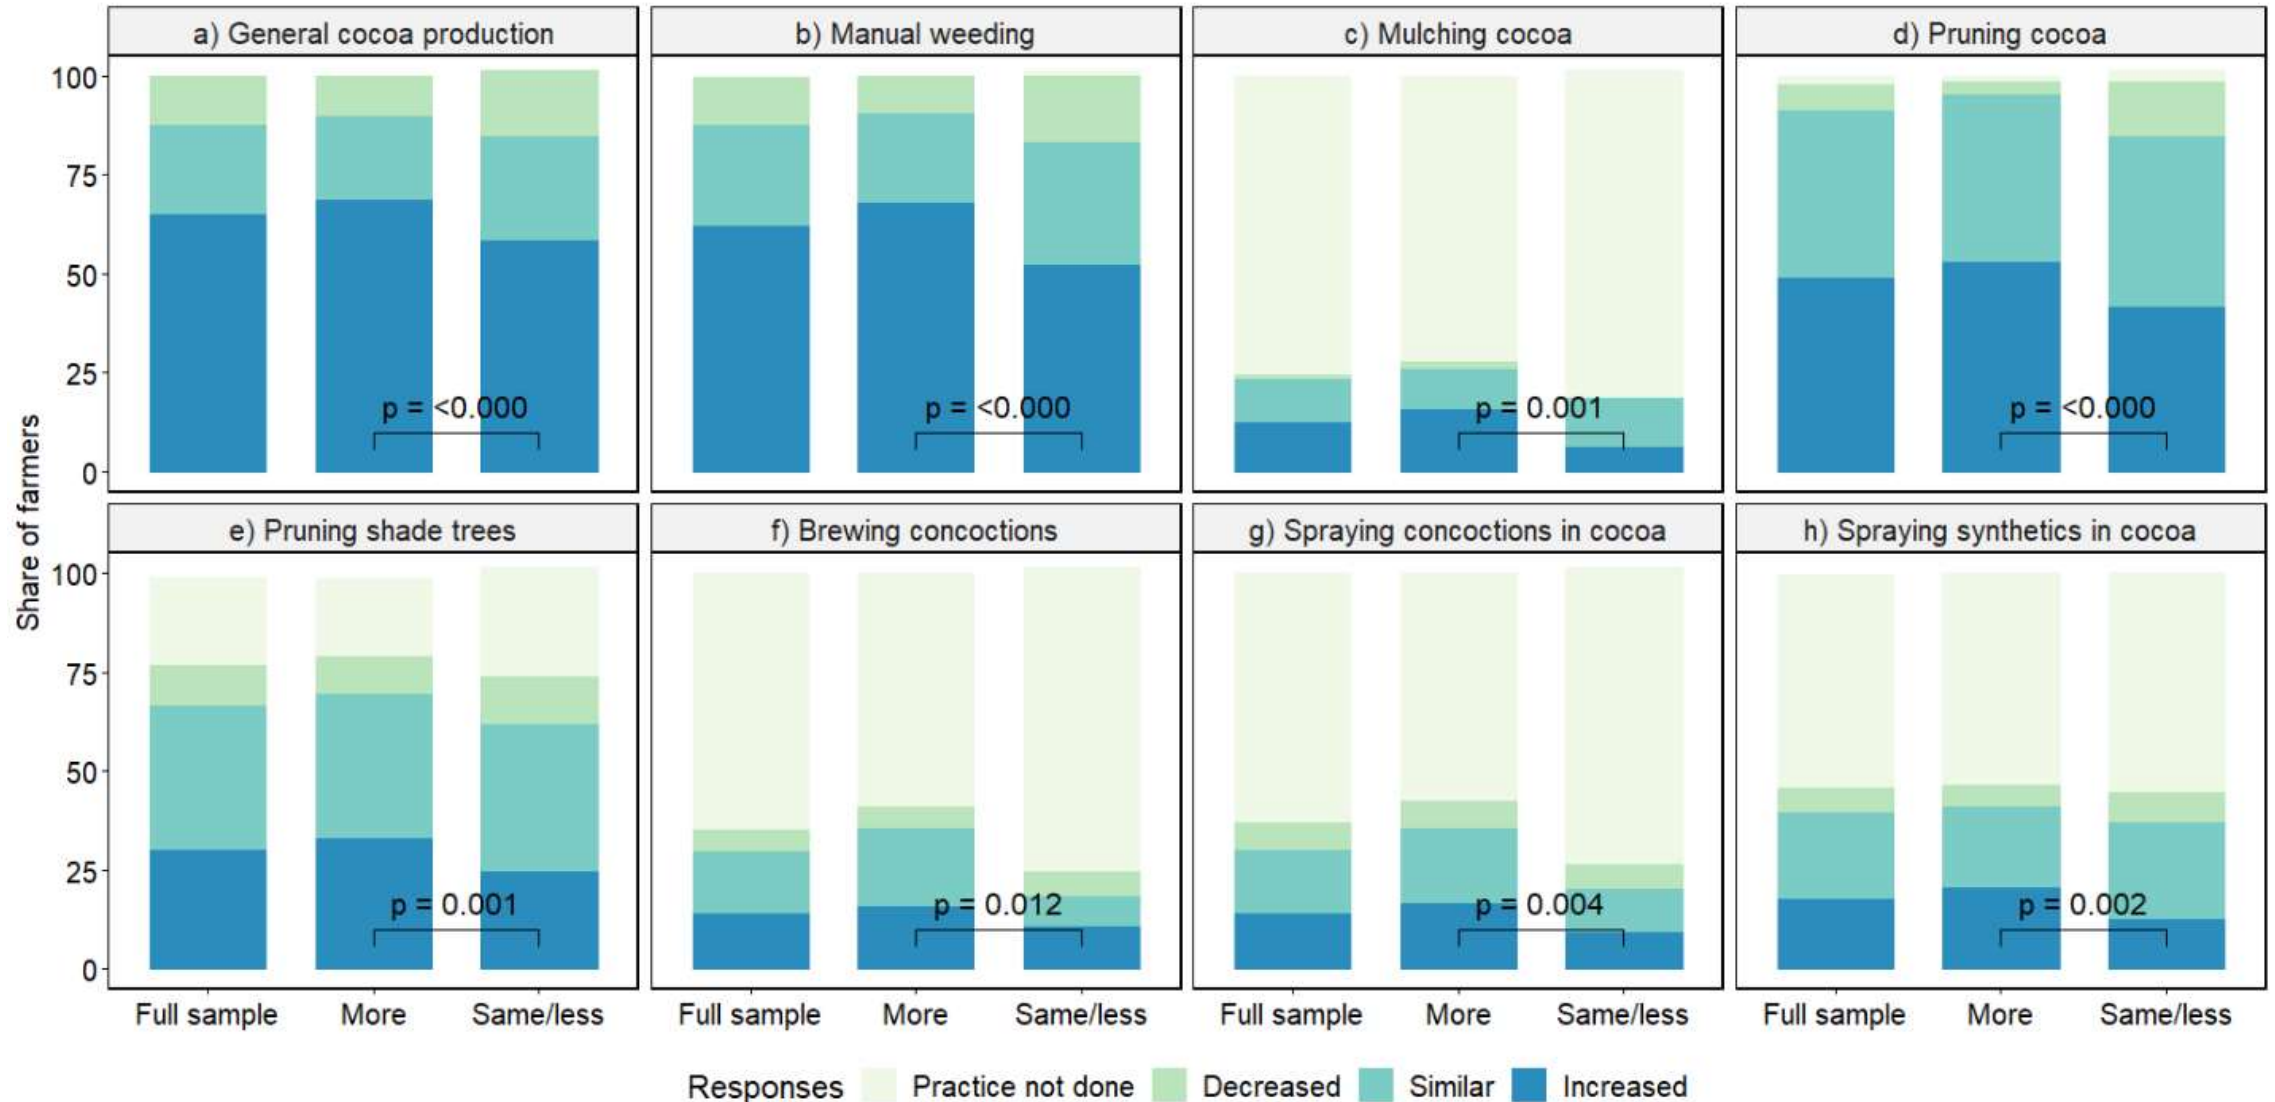 a) General cocoa production
b) Manual weeding
c) Mulching cocoa
d) Pruning cocoa
100
75
50
25
0
p = <0.000
p = <0.000
p = 0.001
p = <0.000
Share of farmers
e) Pruning shade trees
f) Brewing concoctions
g) Spraying concoctions in cocoa
h) Spraying synthetics in cocoa
100
75
50
25
0
p = 0.001
p = 0.012
p = 0.004
p = 0.002
Full sample More Same/less
Full sample More Same/less
Full sample More Same/less
Full sample More Same/less
Responses Practice not done Decreased Similar Increased